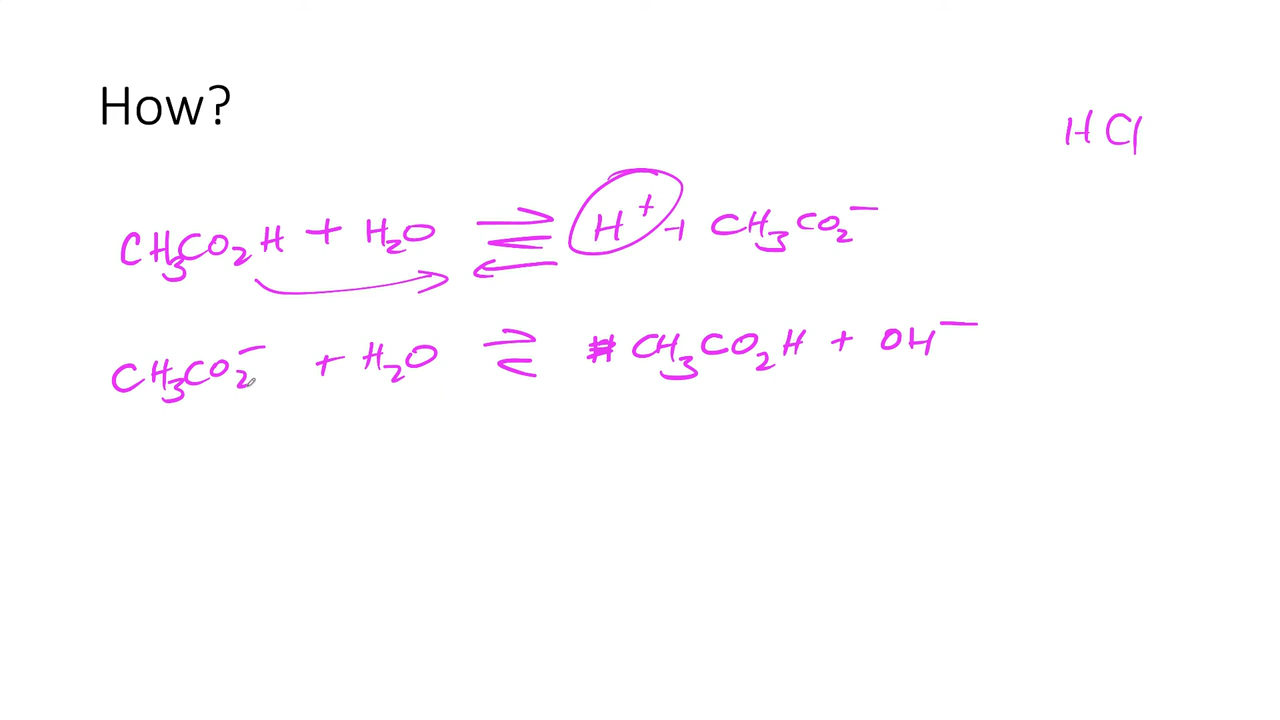 How?
HCl
CH₃CO₂H + H₂O ⇌ H⁺ + CH₃CO₂⁻
CH₃CO₂⁻ + H₂O ⇌ CH₃CO₂H + OH⁻